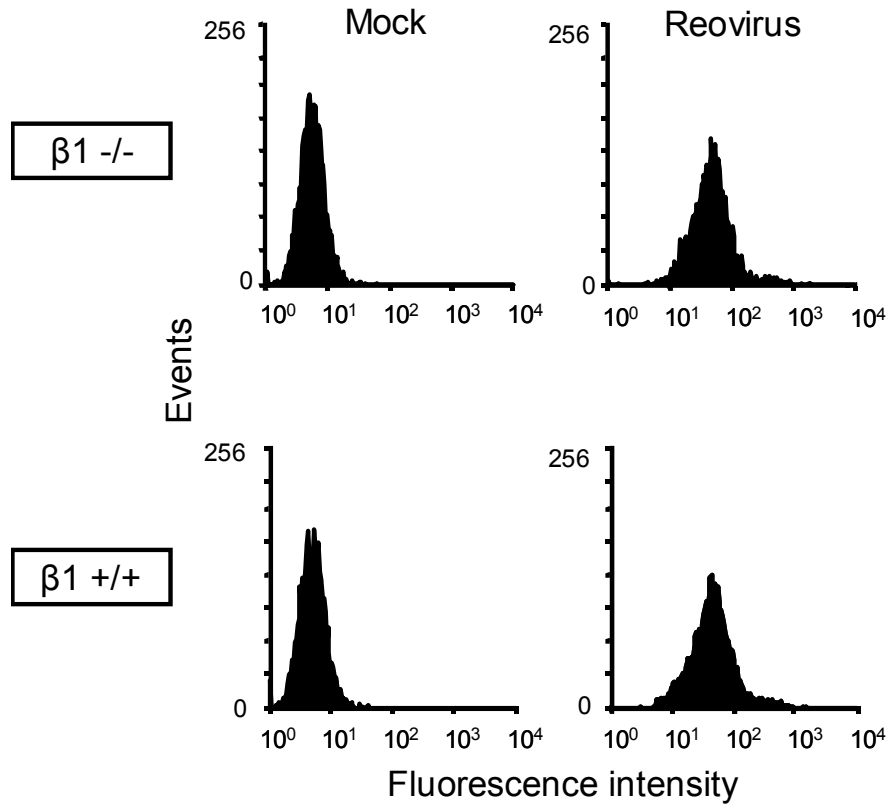 Mock
Reovirus
256
256
β1 -/-
0
0
10⁰ 10¹ 10² 10³ 10⁴
10⁰ 10¹ 10² 10³ 10⁴
Events
256
256
β1 +/+
0
0
10⁰ 10¹ 10² 10³ 10⁴
10⁰ 10¹ 10² 10³ 10⁴
Fluorescence intensity